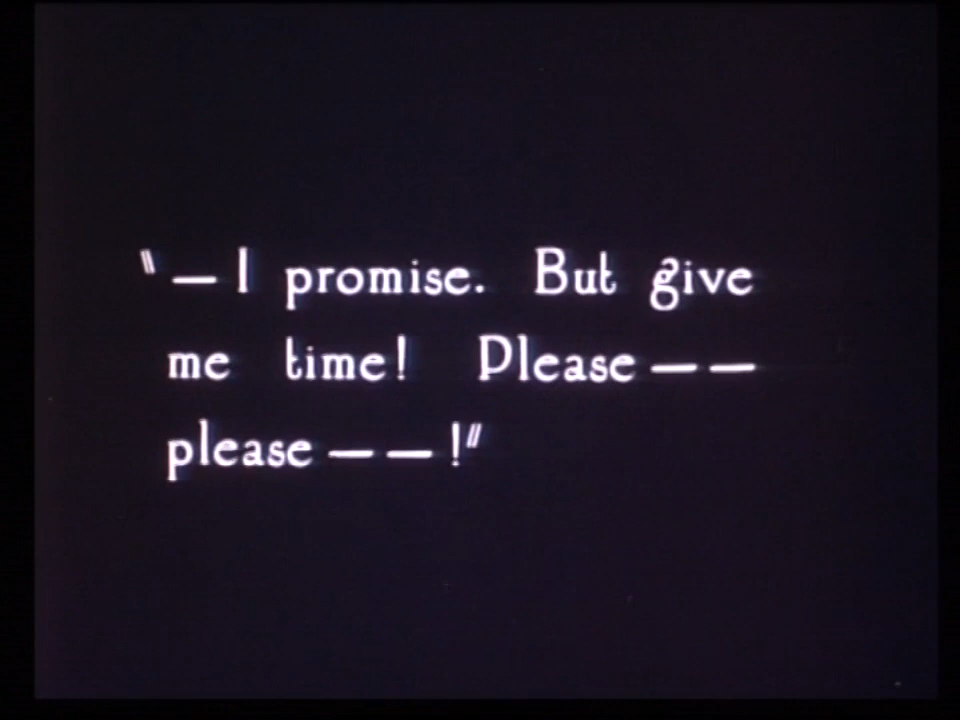 "— I promise. But give
me time! Please — —
please — — !"